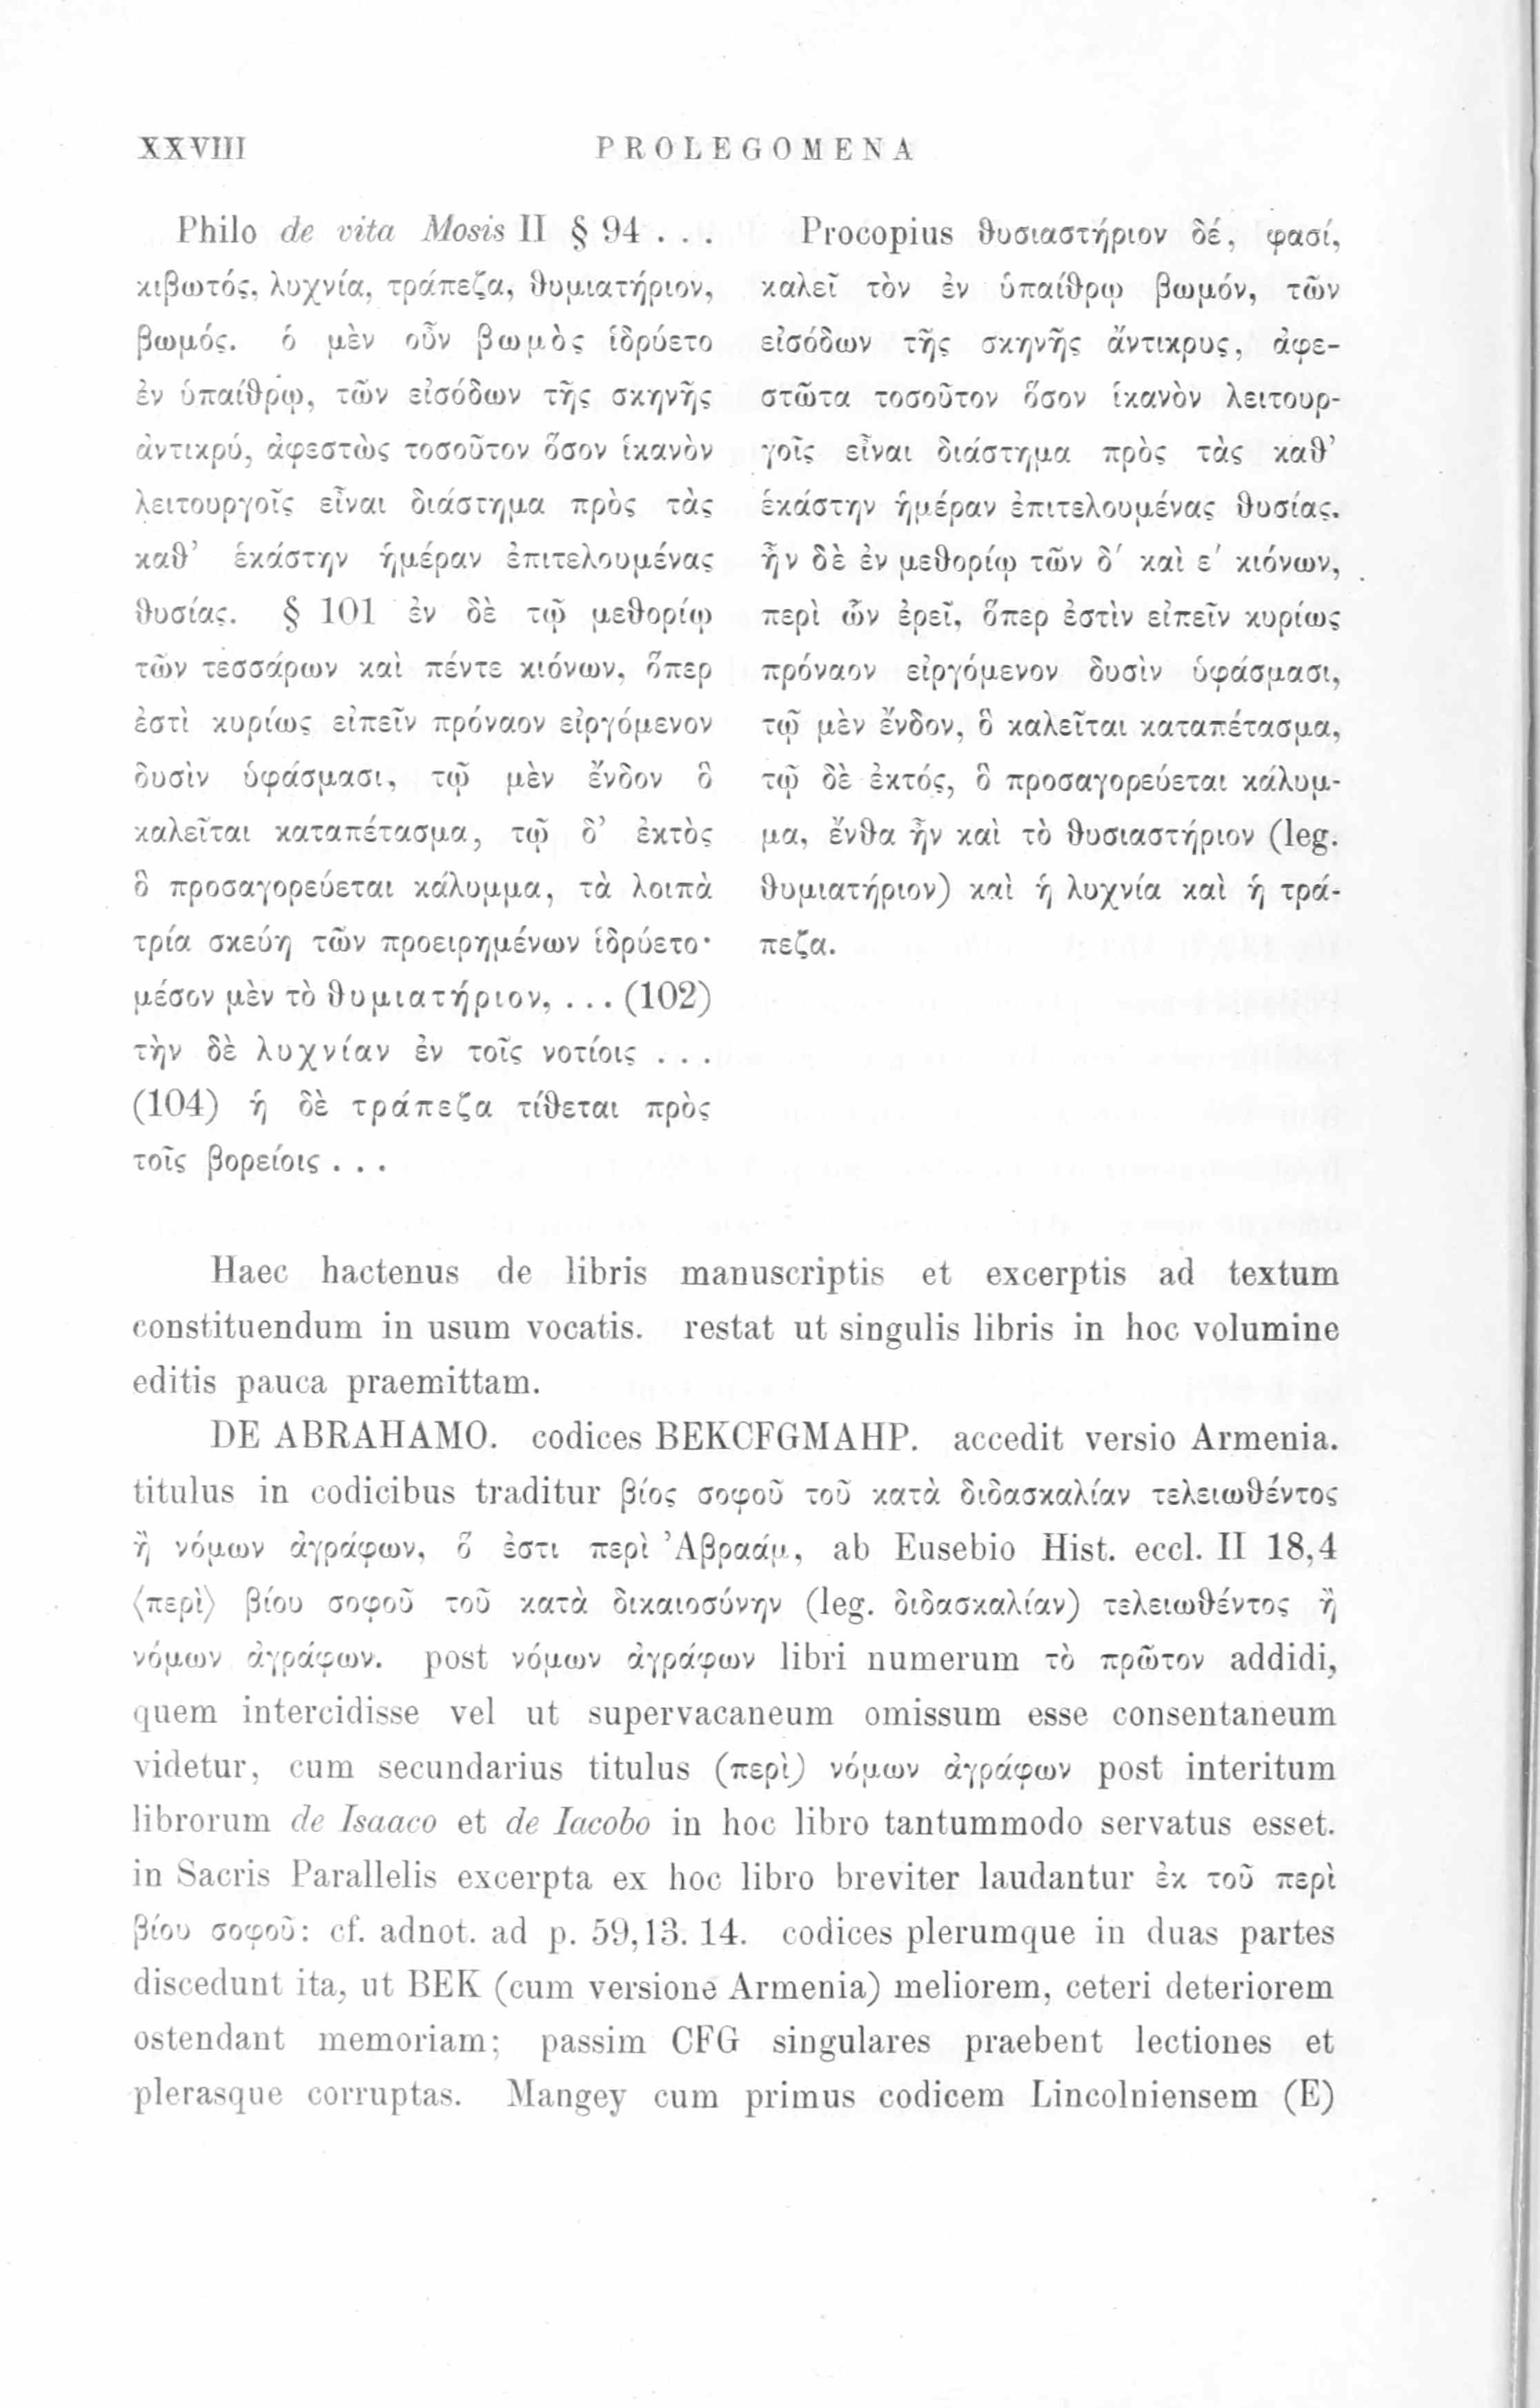 XXVIII PROLEGOMENA
Philo de vita Mosis II § 94 . . .
κιβωτός, λυχνία, τράπεζα, θυμιατήριον,
βωμός. ὁ μὲν οὖν βωμὸς ἱδρύετο
ἐν ὑπαίθρῳ, τῶν εἰσόδων τῆς σκηνῆς
ἀντικρύ, ἀφεστὼς τοσοῦτον ὅσον ἱκανὸν
λειτουργοῖς εἶναι διάστημα πρὸς τὰς
καθ’ ἑκάστην ἡμέραν ἐπιτελουμένας
θυσίας. § 101 ἐν δὲ τῷ μεθορίῳ
τῶν τεσσάρων καὶ πέντε κιόνων, ὅπερ
ἐστὶ κυρίως εἰπεῖν πρόναον εἰργόμενον
δυσὶν ὑφάσμασι, τῷ μὲν ἔνδον ὃ
καλεῖται καταπέτασμα, τῷ δ’ ἐκτὸς
ὃ προσαγορεύεται κάλυμμα, τὰ λοιπὰ
τρία σκεύη τῶν προειρημένων ἱδρύετο·
μέσον μὲν τὸ θυμιατήριον, . . . (102)
τὴν δὲ λυχνίαν ἐν τοῖς νοτίοις . . .
(104) ἡ δὲ τράπεζα τίθεται πρὸς
τοῖς βορείοις . . .
Procopius θυσιαστήριον δέ, φασί,
καλεῖ τὸν ἐν ὑπαίθρῳ βωμόν, τῶν
εἰσόδων τῆς σκηνῆς ἄντικρυς, ἀφε-
στῶτα τοσοῦτον ὅσον ἱκανὸν λειτουρ-
γοῖς εἶναι διάστημα πρὸς τὰς καθ’
ἑκάστην ἡμέραν ἐπιτελουμένας θυσίας.
ἦν δὲ ἐν μεθορίῳ τῶν δ′ καὶ ε′ κιόνων,
περὶ ὧν ἐρεῖ, ὅπερ ἐστὶν εἰπεῖν κυρίως
πρόναον εἰργόμενον δυσὶν ὑφάσμασι,
τῷ μὲν ἔνδον, ὃ καλεῖται καταπέτασμα,
τῷ δὲ ἐκτός, ὃ προσαγορεύεται κάλυμ-
μα, ἔνθα ἦν καὶ τὸ θυσιαστήριον (leg.
θυμιατήριον) καὶ ἡ λυχνία καὶ ἡ τρά-
πεζα.
Haec hactenus de libris manuscriptis et excerptis ad textum
constituendum in usum vocatis. restat ut singulis libris in hoc volumine
editis pauca praemittam.
DE ABRAHAMO. codices BEKCFGMAHP. accedit versio Armenia.
titulus in codicibus traditur βίος σοφοῦ τοῦ κατὰ διδασκαλίαν τελειωθέντος
ἢ νόμων ἀγράφων, ὅ ἐστι περὶ Ἀβραάμ, ab Eusebio Hist. eccl. II 18,4
⟨περὶ⟩ βίου σοφοῦ τοῦ κατὰ δικαιοσύνην (leg. διδασκαλίαν) τελειωθέντος ἢ
νόμων ἀγράφων. post νόμων ἀγράφων libri numerum τὸ πρῶτον addidi,
quem intercidisse vel ut supervacaneum omissum esse consentaneum
videtur, cum secundarius titulus (περὶ) νόμων ἀγράφων post interitum
librorum de Isaaco et de Iacobo in hoc libro tantummodo servatus esset.
in Sacris Parallelis excerpta ex hoc libro breviter laudantur ἐκ τοῦ περὶ
βίου σοφοῦ: cf. adnot. ad p. 59,13. 14. codices plerumque in duas partes
discedunt ita, ut BEK (cum versione Armenia) meliorem, ceteri deteriorem
ostendant memoriam; passim CFG singulares praebent lectiones et
plerasque corruptas. Mangey cum primus codicem Lincolniensem (E)